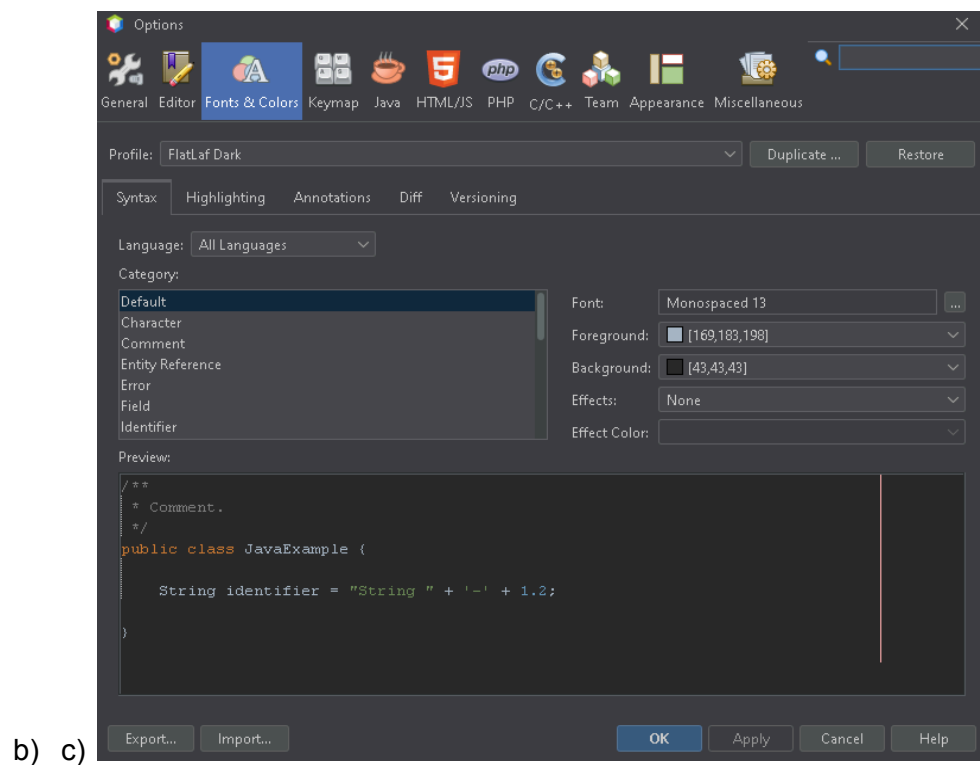 Options
General Editor Fonts & Colors Keymap Java HTML/JS PHP C/C++ Team Appearance Miscellaneous
php
Profile: FlatLaf Dark Duplicate ... Restore
Syntax Highlighting Annotations Diff Versioning
Language: All Languages
Category:
Default
Character
Comment
Entity Reference
Error
Field
Identifier
Font: Monospaced 13 ...
Foreground: [169,183,198]
Background: [43,43,43]
Effects: None
Effect Color:
Preview:
/**
* Comment.
*/
public class JavaExample {
String identifier = "String " + '-' + 1.2;
}
Export... Import... OK Apply Cancel Help
b) c)